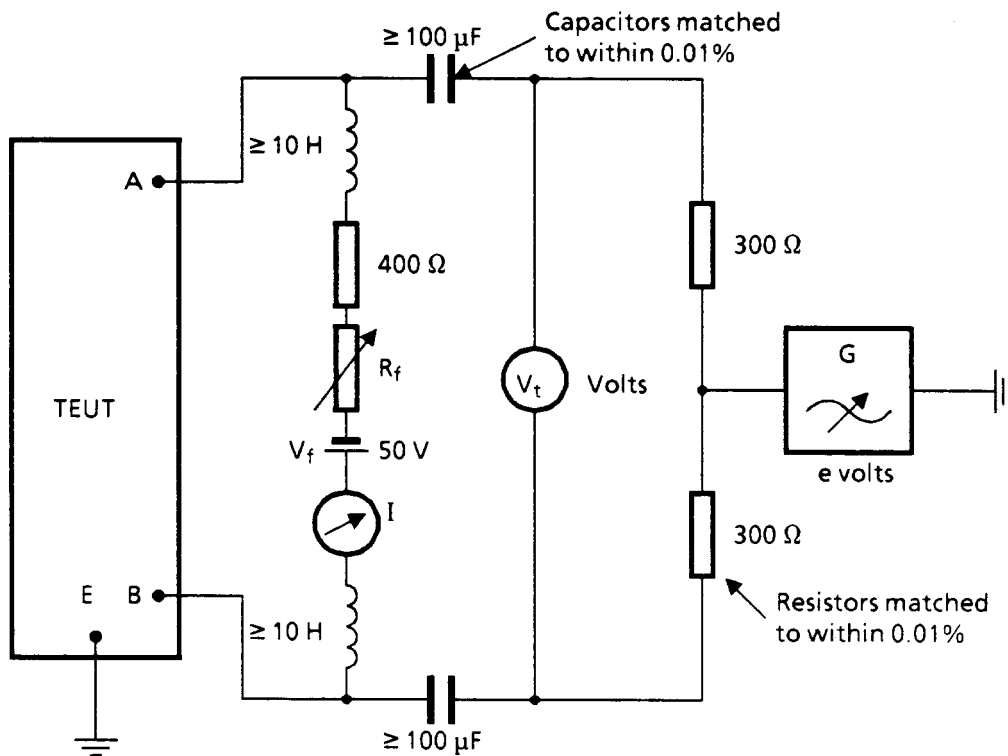 ≥ 100 µF
Capacitors matched
to within 0.01%
≥ 10 H
A
400 Ω
300 Ω
R_f
G
TEUT
V_t
Volts
V_f
50 V
e volts
I
300 Ω
E
B
≥ 10 H
Resistors matched
to within 0.01%
≥ 100 µF